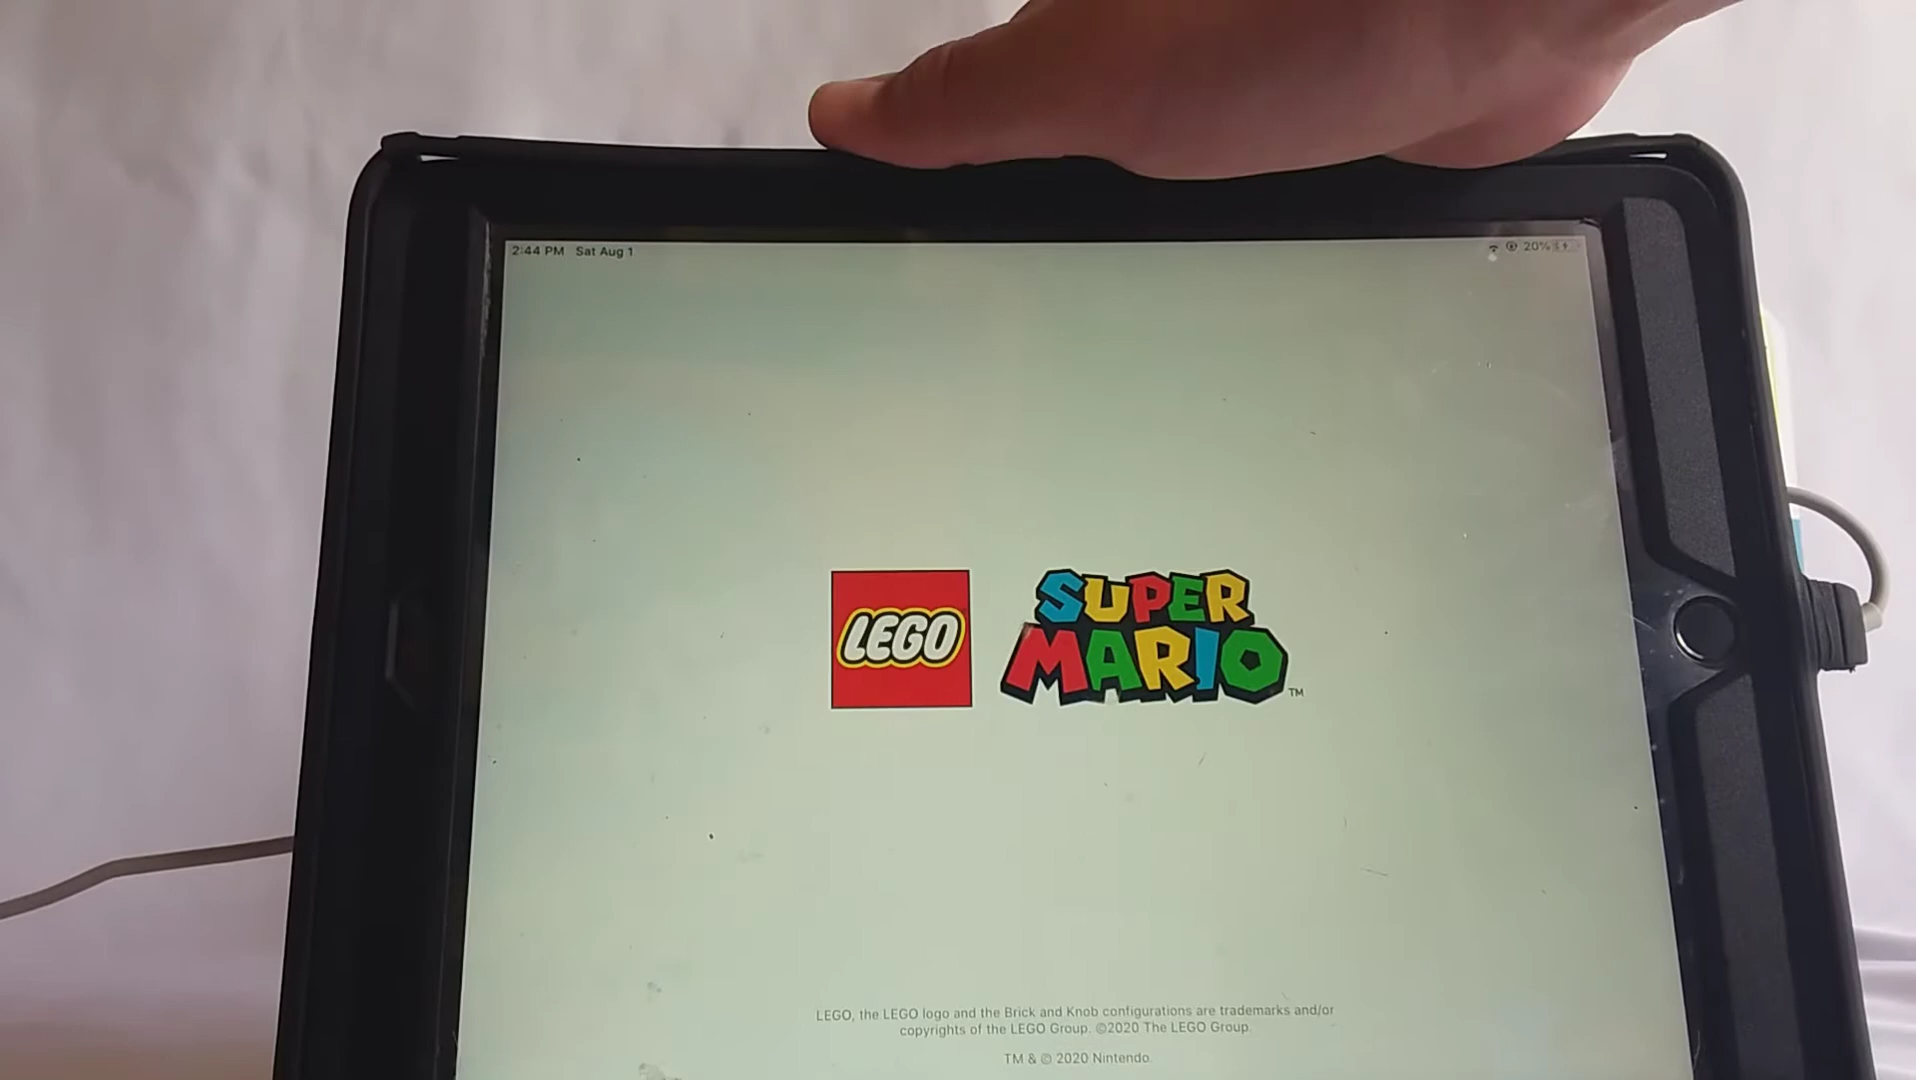 2:44 PM Sat Aug 1
20%
LEGO
SUPER
MARIO
TM
LEGO, the LEGO logo and the Brick and Knob configurations are trademarks and/or
copyrights of the LEGO Group. ©2020 The LEGO Group.
TM & © 2020 Nintendo